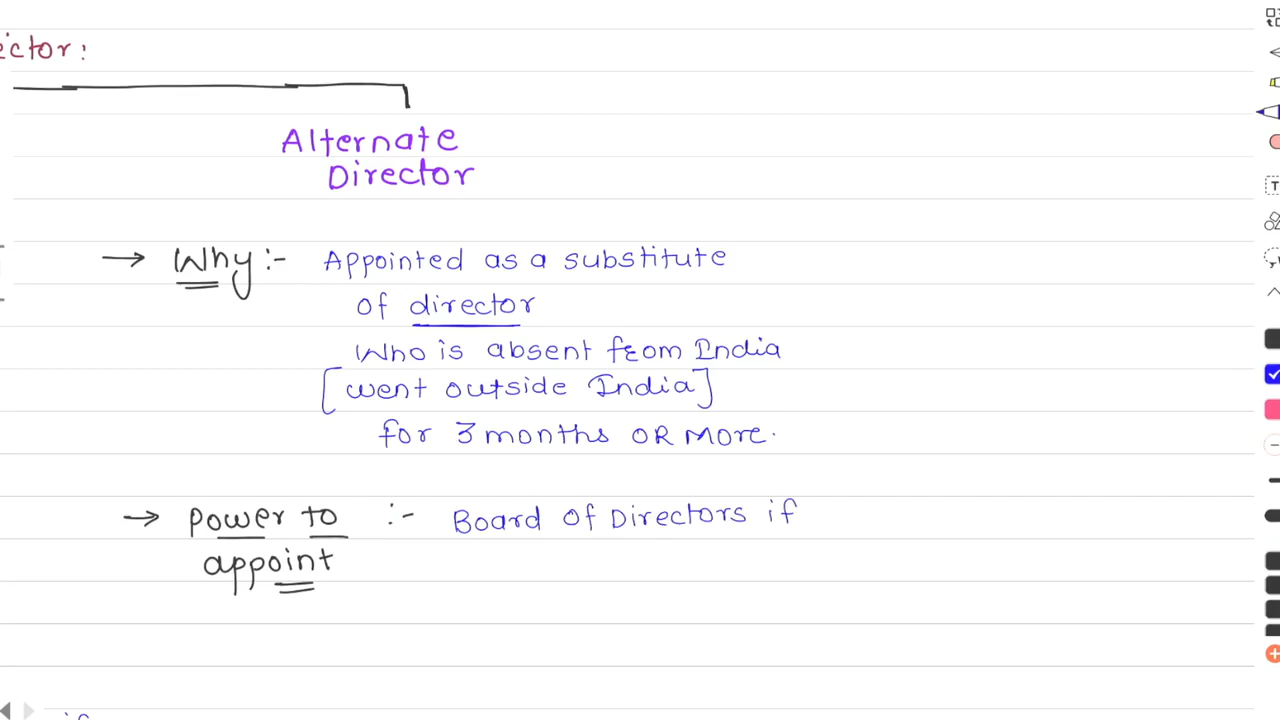 ector:
Alternate
Director
→ Why :- Appointed as a substitute
of director
Who is absent from India
[went outside India]
for 3 months OR More.
→ Power to :- Board of Directors if
appoint
if